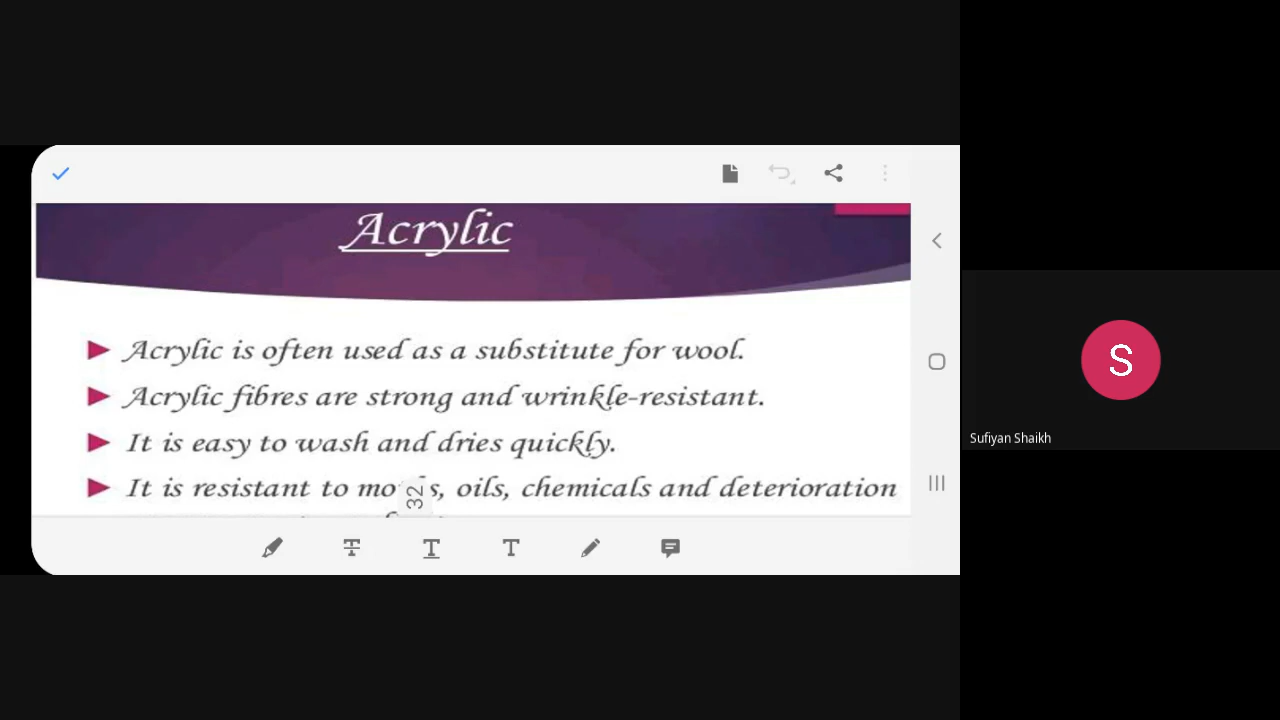 Acrylic
Acrylic is often used as a substitute for wool.
Acrylic fibres are strong and wrinkle-resistant.
It is easy to wash and dries quickly.
It is resistant to oils, chemicals and deterioration
32
S
Sufiyan Shaikh